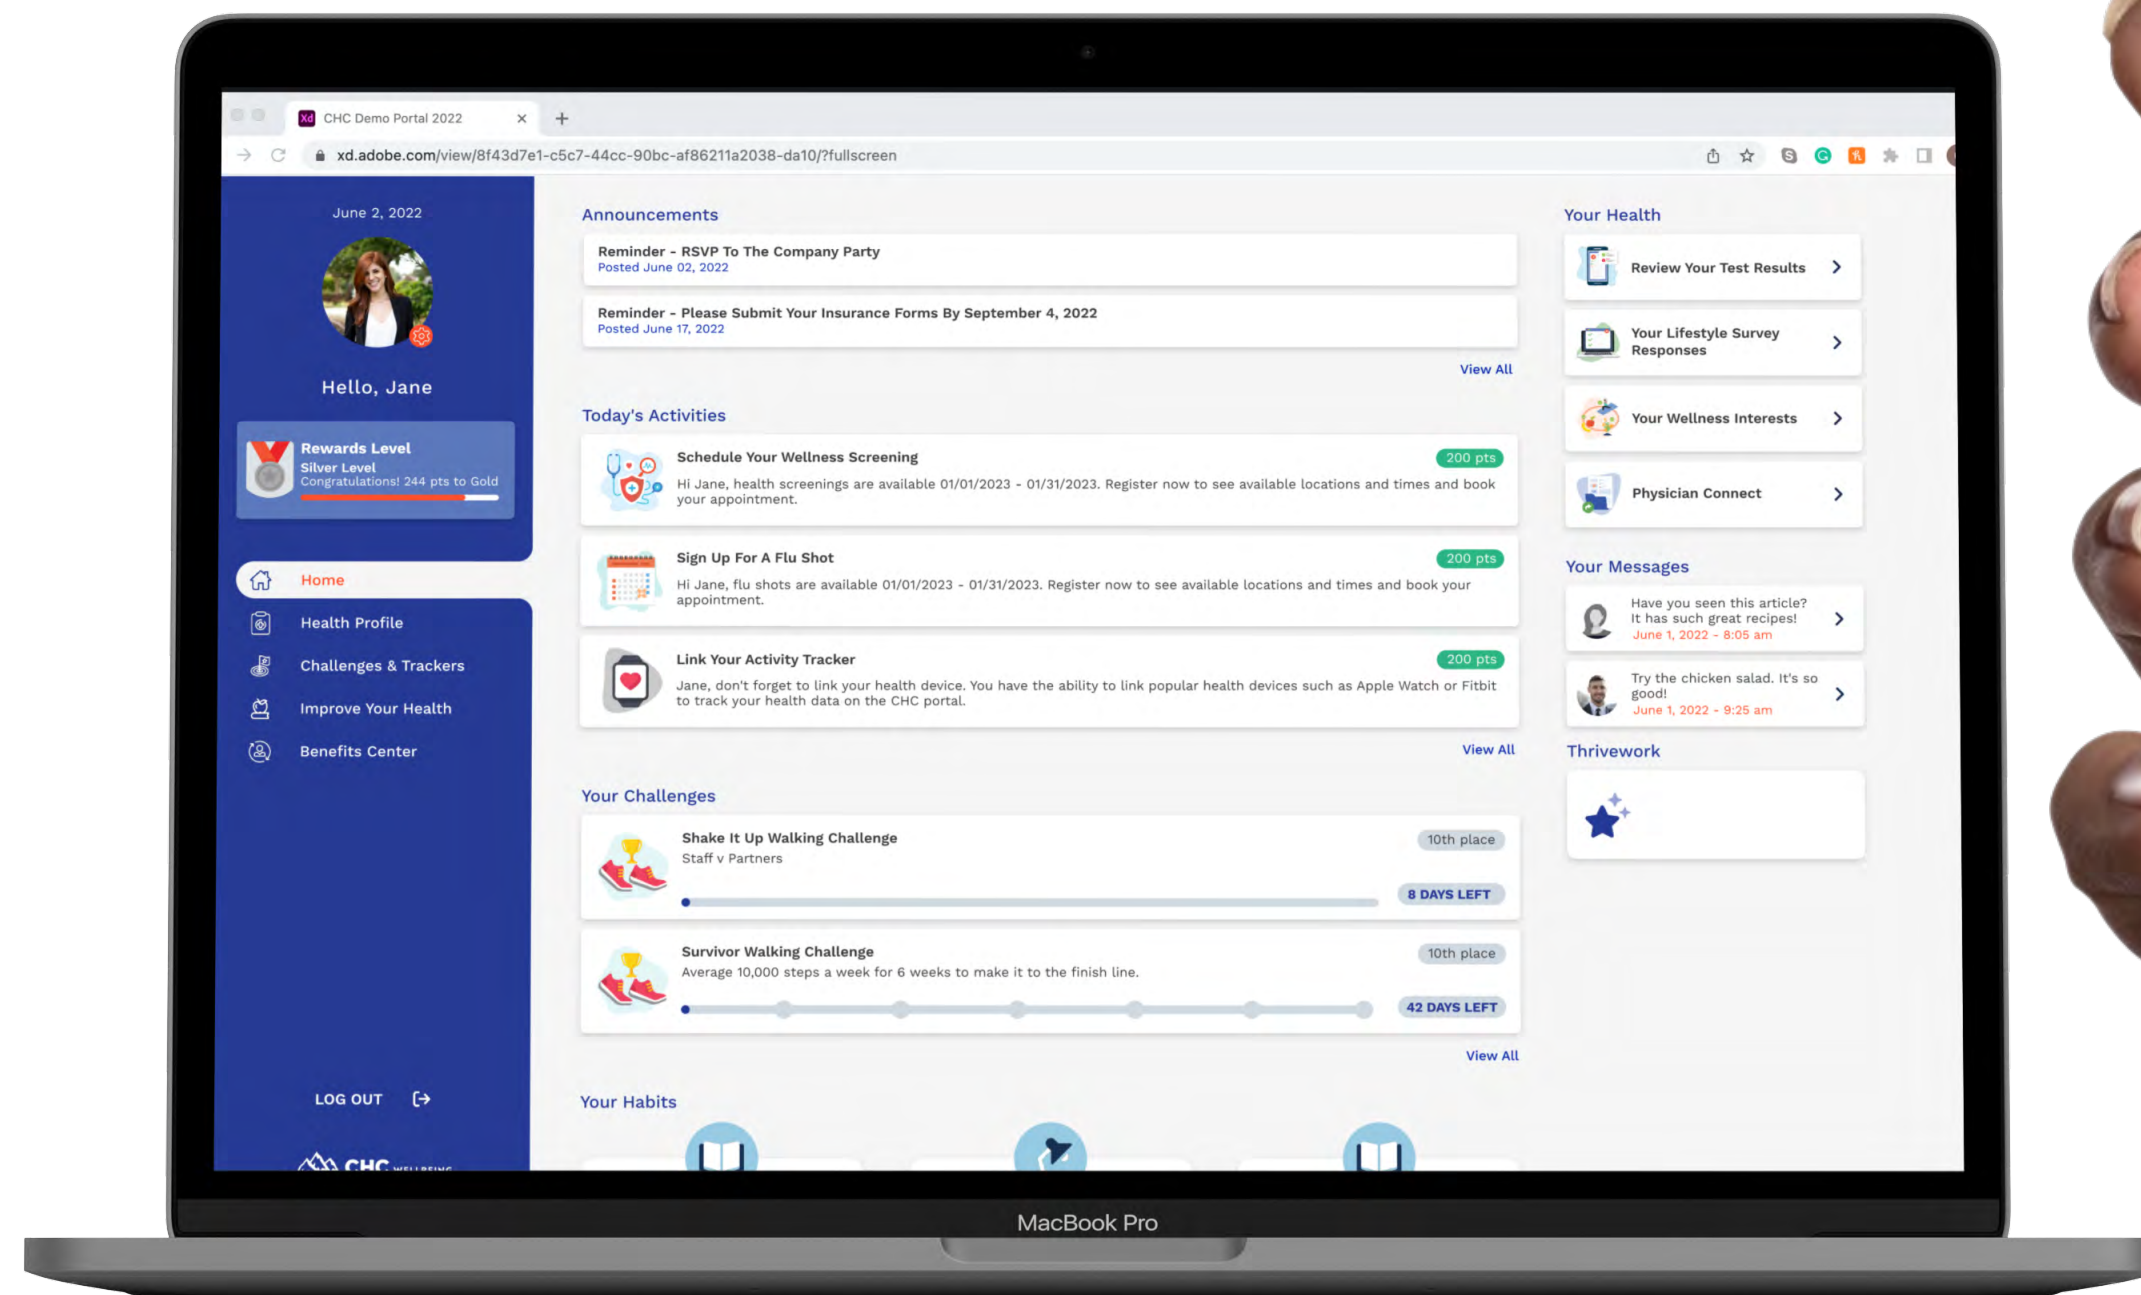 CHC Demo Portal 2022
xd.adobe.com/view/8f43d7e1-c5c7-44cc-90bc-af86211a2038-da10/?fullscreen
June 2, 2022
Hello, Jane
Rewards Level
Silver Level
Congratulations! 244 pts to Gold
Home
Health Profile
Challenges & Trackers
Improve Your Health
Benefits Center
LOG OUT
CHC WELLBEING
Announcements
Reminder - RSVP To The Company Party
Posted June 02, 2022
Reminder - Please Submit Your Insurance Forms By September 4, 2022
Posted June 17, 2022
View All
Today's Activities
Schedule Your Wellness Screening
200 pts
Hi Jane, health screenings are available 01/01/2023 - 01/31/2023. Register now to see available locations and times and book
your appointment.
Sign Up For A Flu Shot
200 pts
Hi Jane, flu shots are available 01/01/2023 - 01/31/2023. Register now to see available locations and times and book your
appointment.
Link Your Activity Tracker
200 pts
Jane, don't forget to link your health device. You have the ability to link popular health devices such as Apple Watch or Fitbit
to track your health data on the CHC portal.
View All
Your Challenges
Shake It Up Walking Challenge
10th place
Staff v Partners
8 DAYS LEFT
Survivor Walking Challenge
10th place
Average 10,000 steps a week for 6 weeks to make it to the finish line.
42 DAYS LEFT
View All
Your Habits
Your Health
Review Your Test Results
Your Lifestyle Survey
Responses
Your Wellness Interests
Physician Connect
Your Messages
Have you seen this article?
It has such great recipes!
June 1, 2022 - 8:05 am
Try the chicken salad. It's so
good!
June 1, 2022 - 9:25 am
Thrivework
MacBook Pro